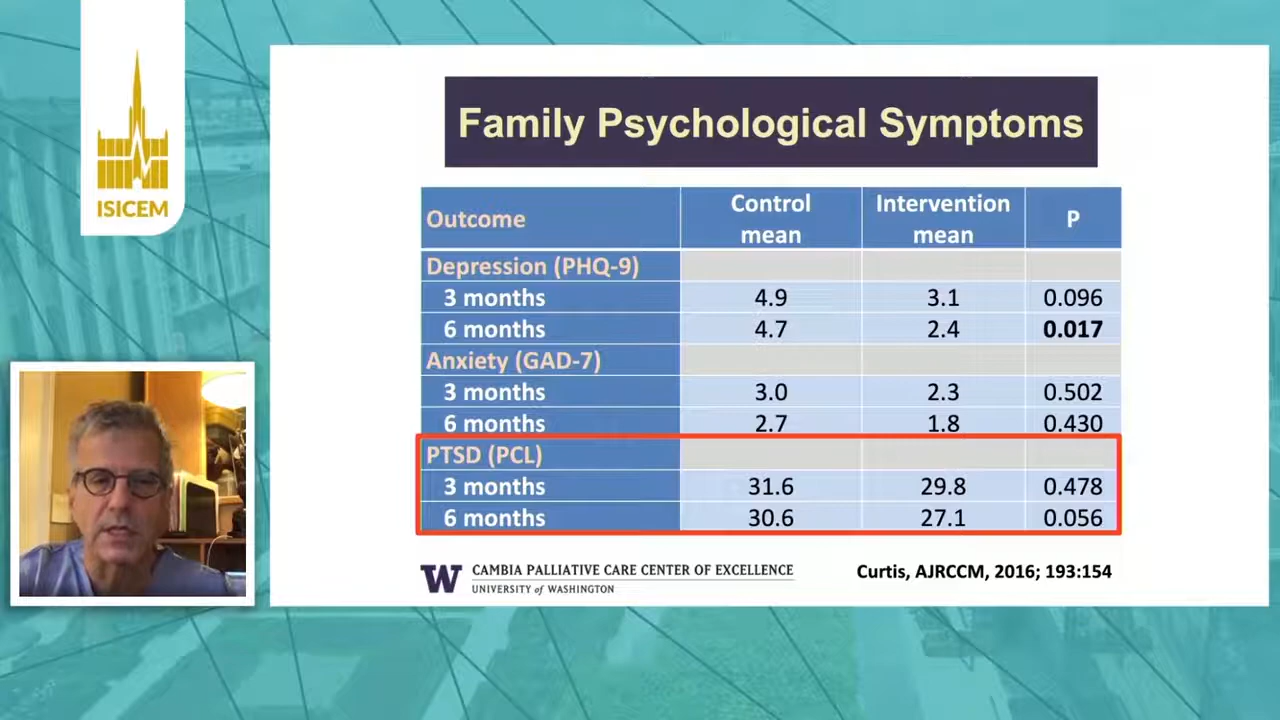 ISICEM
Family Psychological Symptoms
Outcome Control mean Intervention mean P
Depression (PHQ-9)
3 months 4.9 3.1 0.096
6 months 4.7 2.4 0.017
Anxiety (GAD-7)
3 months 3.0 2.3 0.502
6 months 2.7 1.8 0.430
PTSD (PCL)
3 months 31.6 29.8 0.478
6 months 30.6 27.1 0.056
W CAMBIA PALLIATIVE CARE CENTER OF EXCELLENCE
UNIVERSITY of WASHINGTON
Curtis, AJRCCM, 2016; 193:154